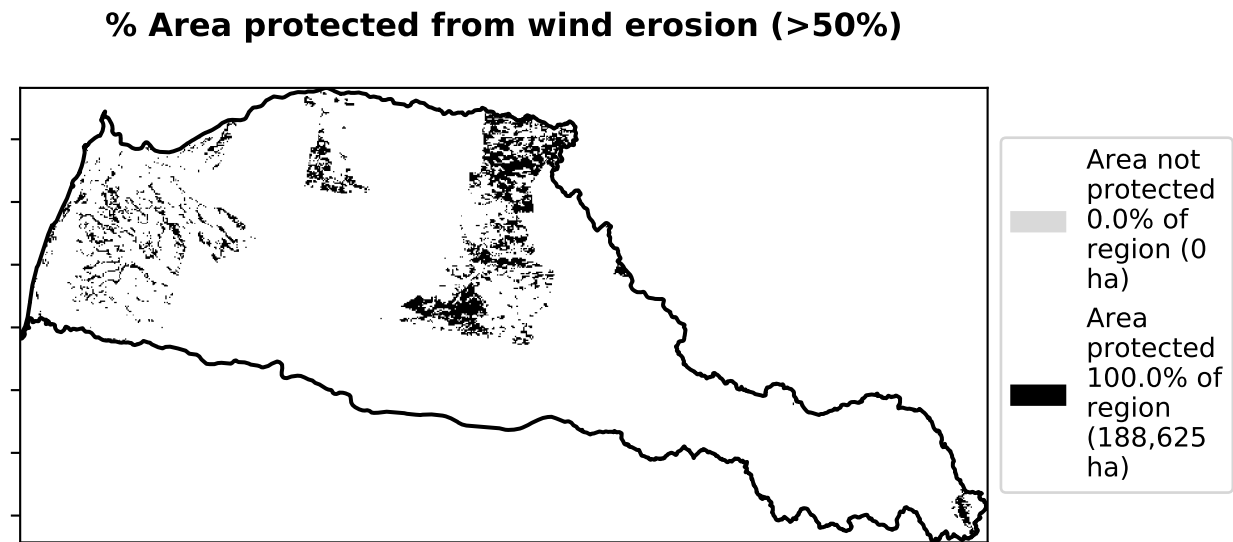 % Area protected from wind erosion (>50%)
Area not
protected
0.0% of
region (0
ha)
Area
protected
100.0% of
region
(188,625
ha)